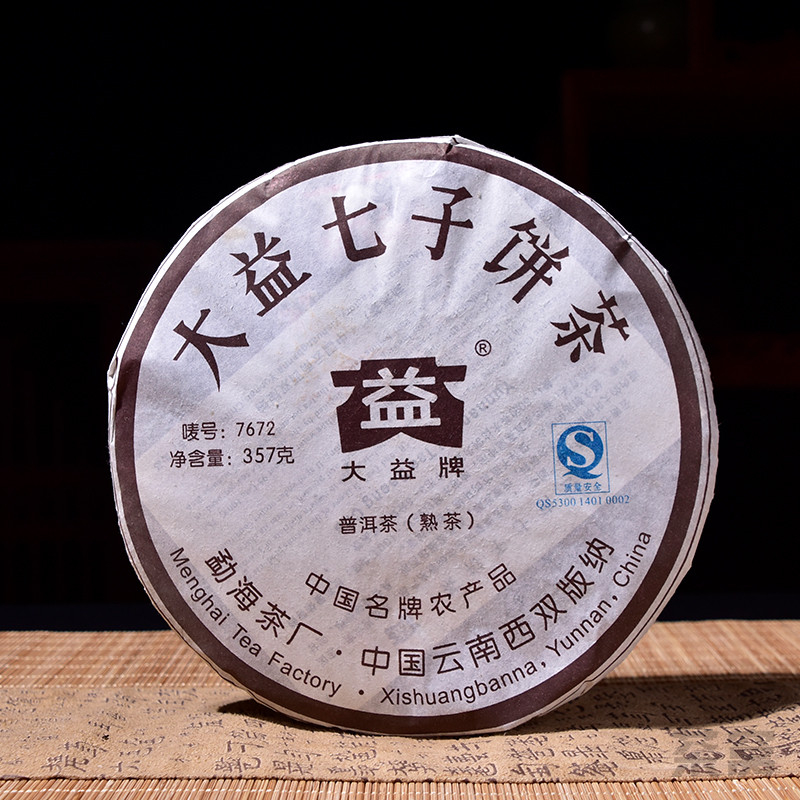 大益七子饼茶
益
®
大益牌
唛号：7672
净含量：357克
QS
质量安全
QS5300 1401 0002
普洱茶（熟茶）
中国名牌农产品
勐海茶厂·中国云南西双版纳
Menghai Tea Factory · Xishuangbanna, Yunnan, China